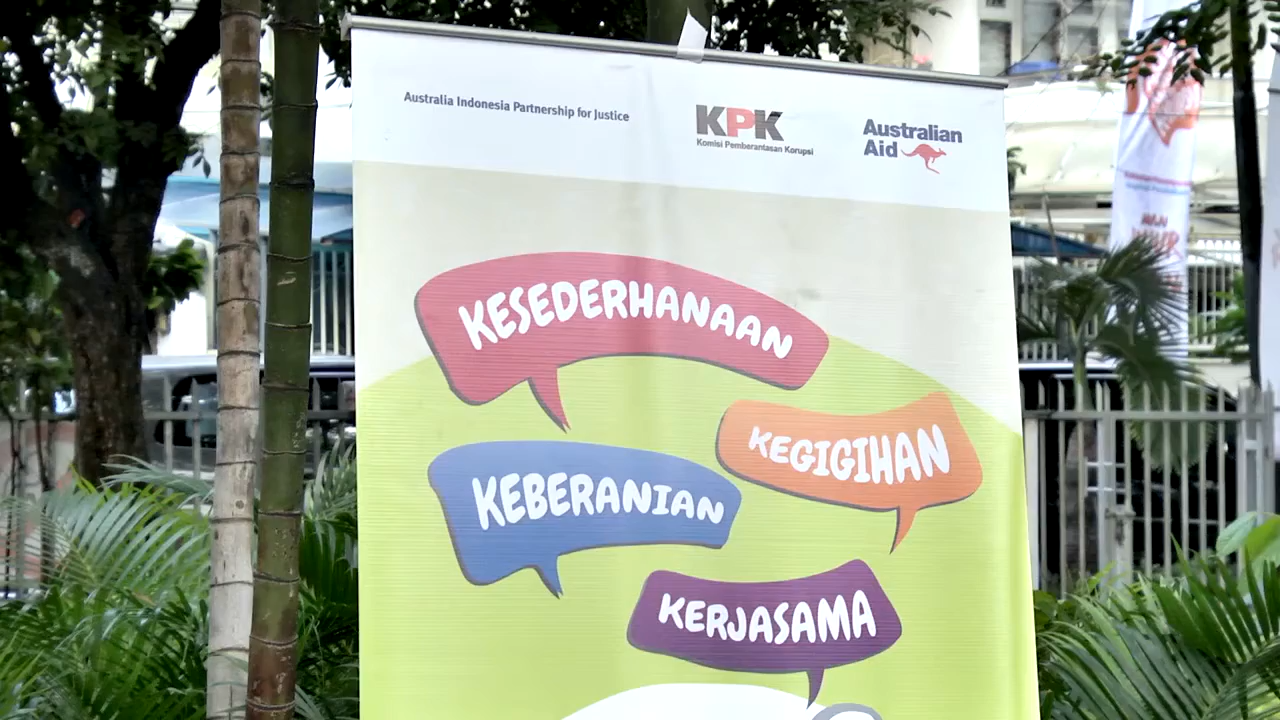 Australia Indonesia Partnership for Justice
KPK
Komisi Pemberantasan Korupsi
Australian
Aid
KESEDERHANAAN
KEGIGIHAN
KEBERANIAN
KERJASAMA